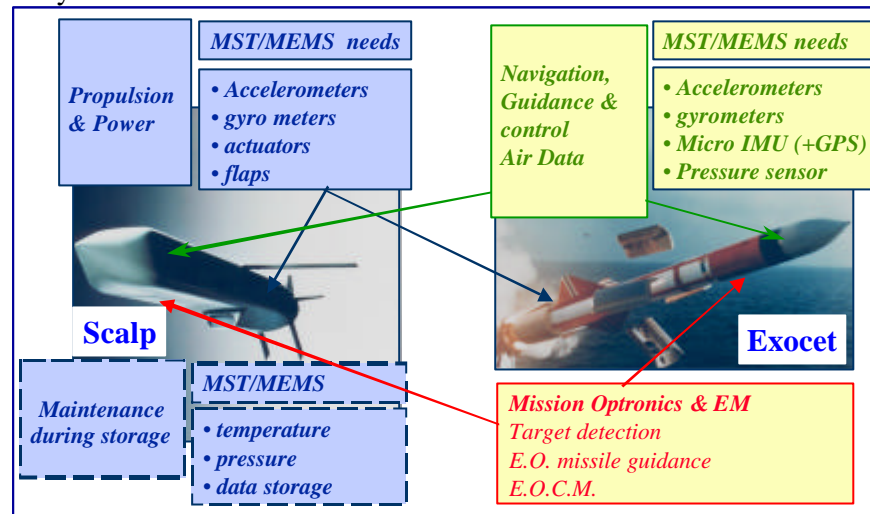 Propulsion
& Power
MST/MEMS needs
• Accelerometers
• gyro meters
• actuators
• flaps
Navigation,
Guidance &
control
Air Data
MST/MEMS needs
• Accelerometers
• gyrometers
• Micro IMU (+GPS)
• Pressure sensor
Scalp
Exocet
Maintenance
during storage
MST/MEMS
• temperature
• pressure
• data storage
Mission Optronics & EM
Target detection
E.O. missile guidance
E.O.C.M.